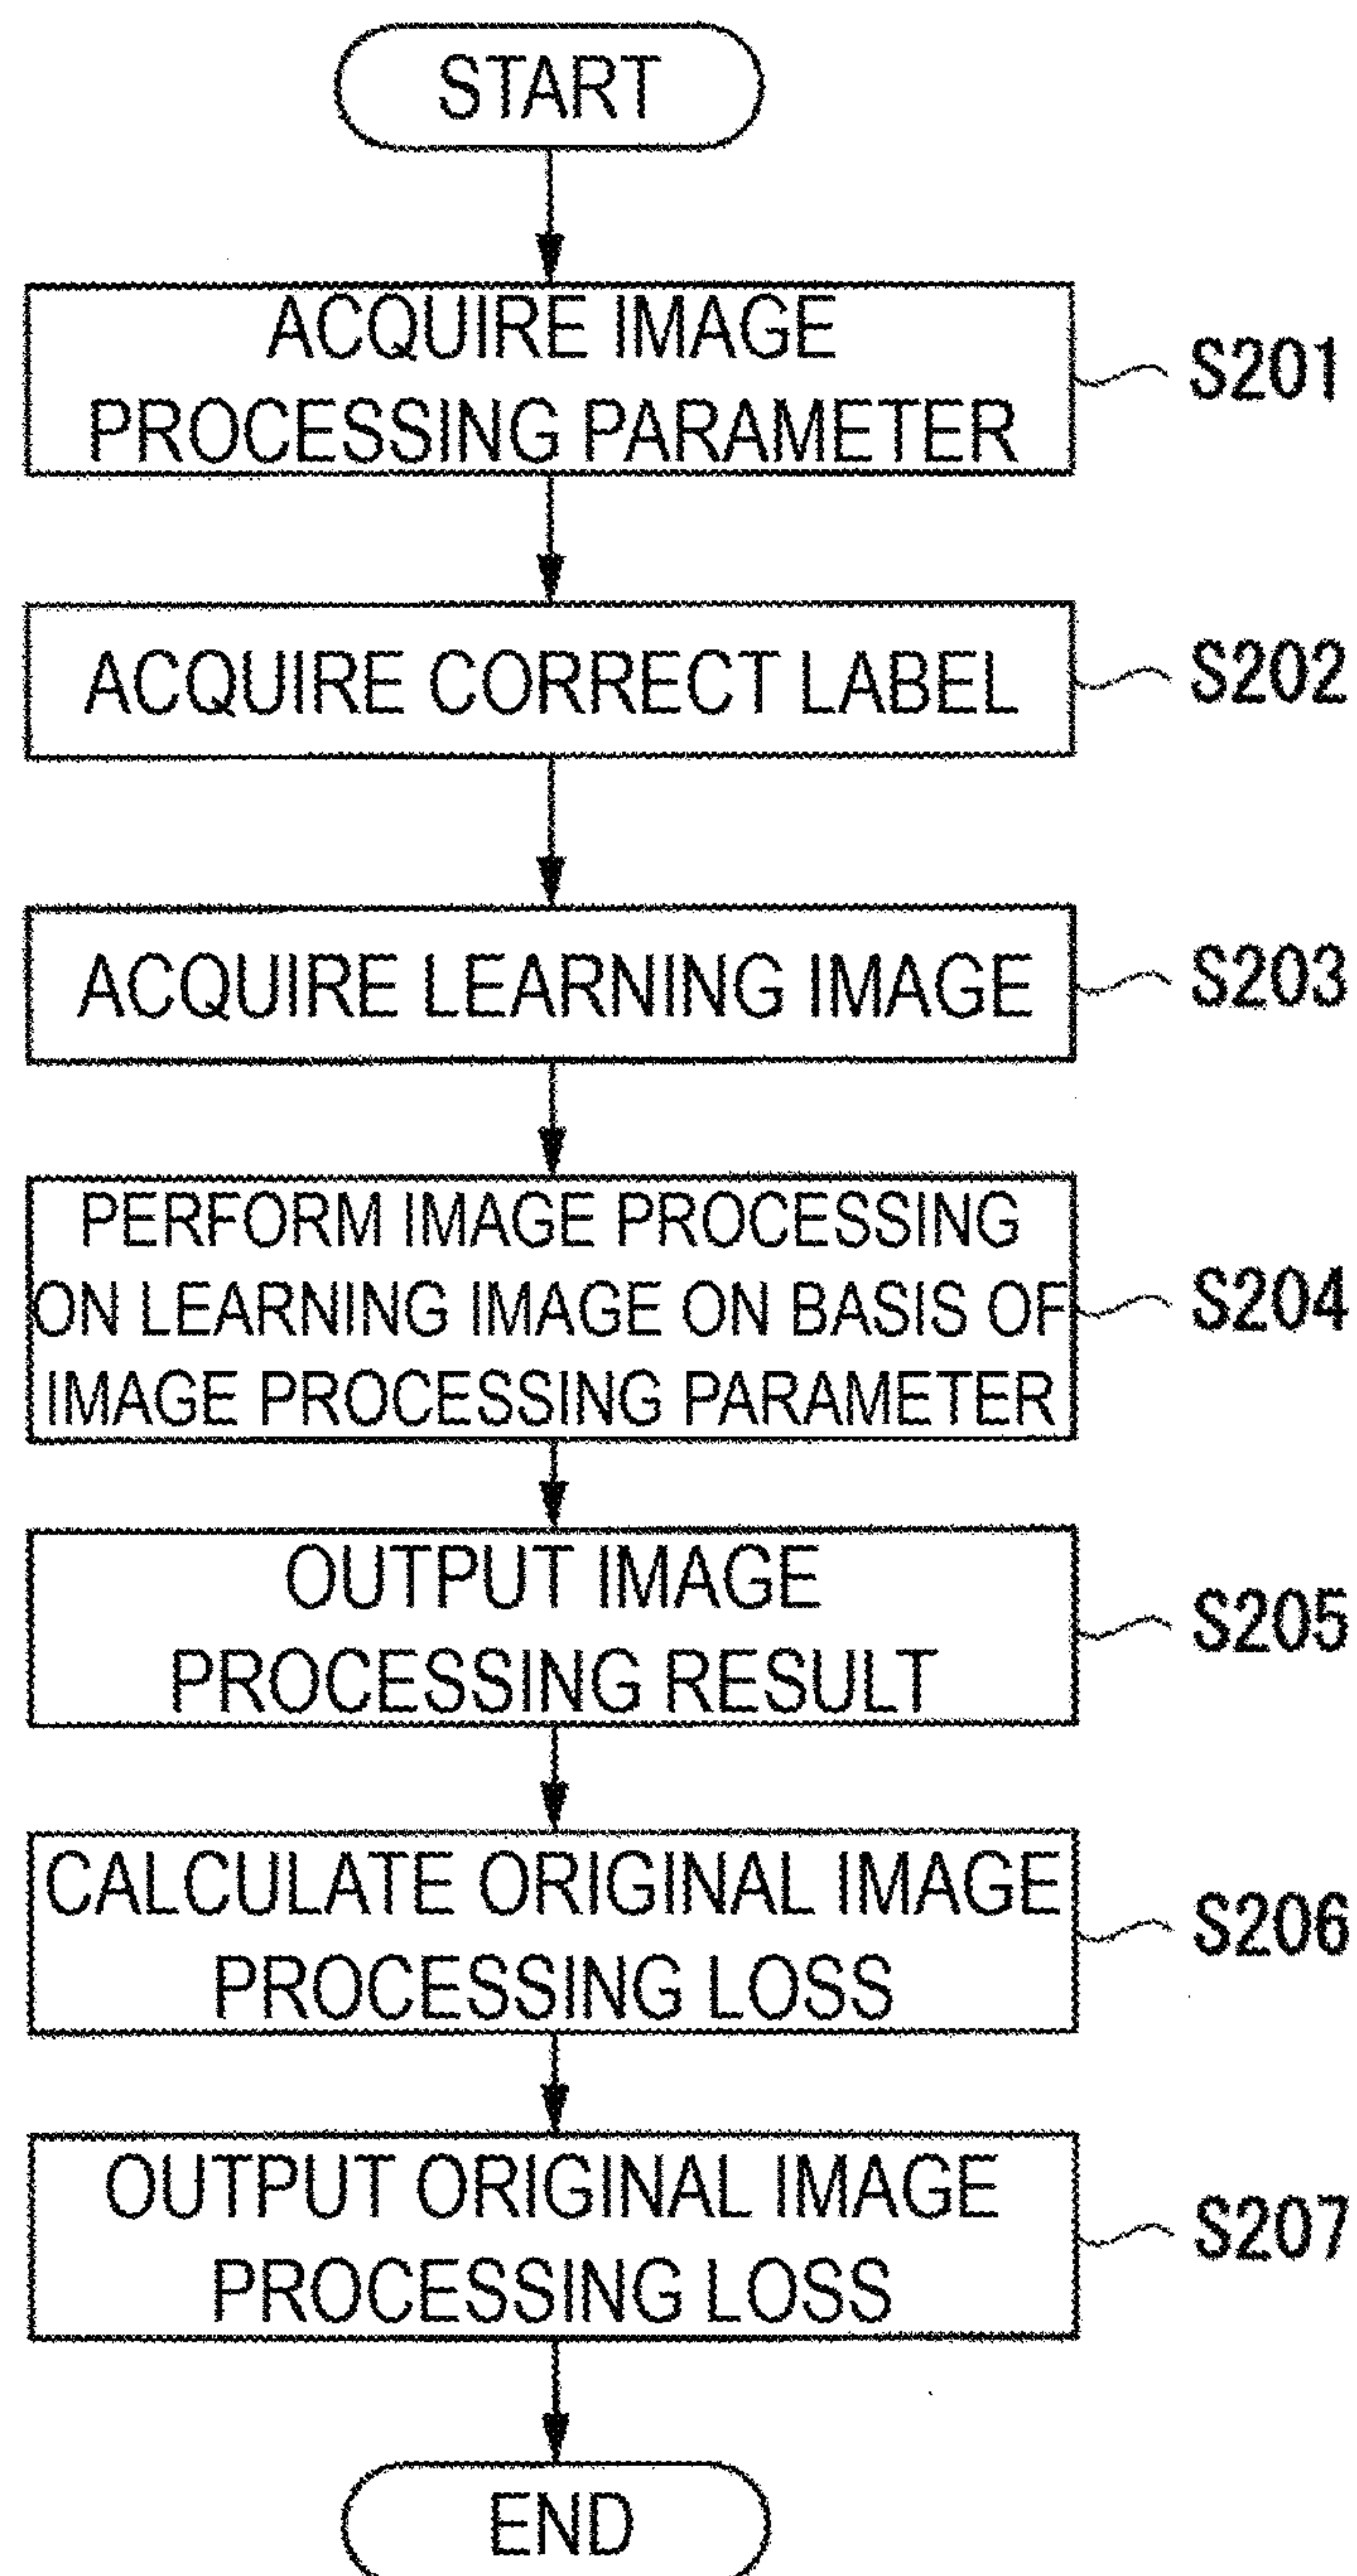 START
ACQUIRE IMAGE
PROCESSING PARAMETER
S201
ACQUIRE CORRECT LABEL
S202
ACQUIRE LEARNING IMAGE
S203
PERFORM IMAGE PROCESSING
ON LEARNING IMAGE ON BASIS OF
IMAGE PROCESSING PARAMETER
S204
OUTPUT IMAGE
PROCESSING RESULT
S205
CALCULATE ORIGINAL IMAGE
PROCESSING LOSS
S206
OUTPUT ORIGINAL IMAGE
PROCESSING LOSS
S207
END